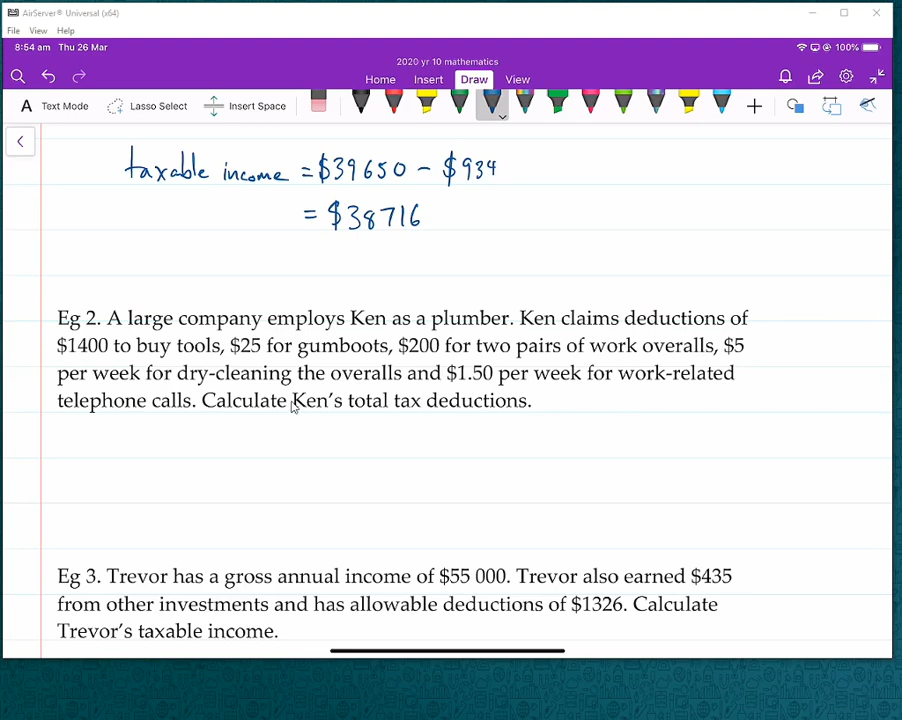 AirServer® Universal (x64)
File View Help
8:54 am Thu 26 Mar
100%
2020 yr 10 mathematics
Home Insert Draw View
A Text Mode Lasso Select Insert Space
taxable income = $39650 - $934
= $38716
Eg 2. A large company employs Ken as a plumber. Ken claims deductions of
$1400 to buy tools, $25 for gumboots, $200 for two pairs of work overalls, $5
per week for dry-cleaning the overalls and $1.50 per week for work-related
telephone calls. Calculate Ken's total tax deductions.
Eg 3. Trevor has a gross annual income of $55 000. Trevor also earned $435
from other investments and has allowable deductions of $1326. Calculate
Trevor's taxable income.